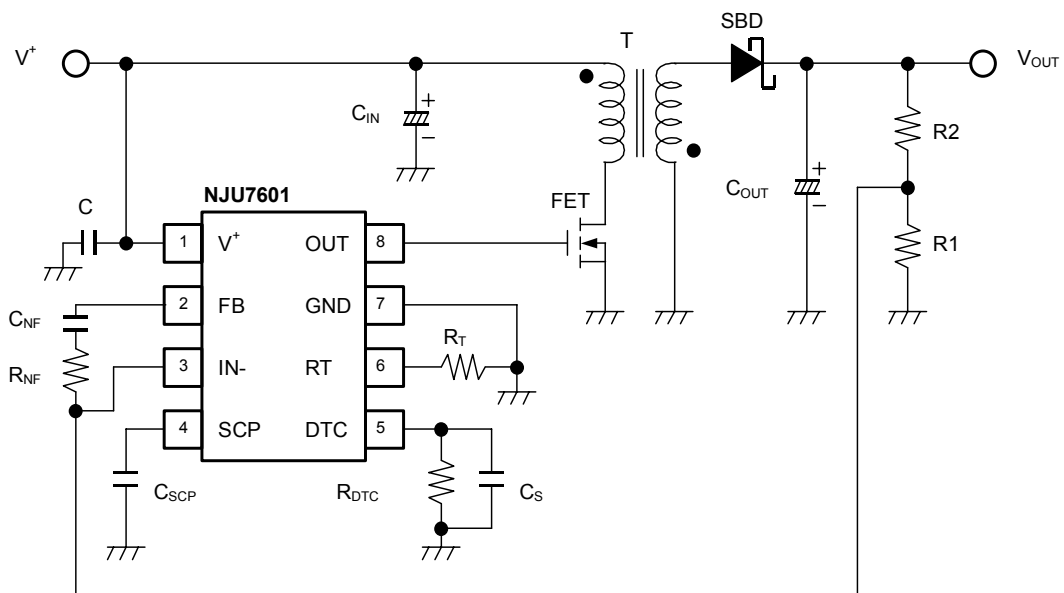 SBD
T
V+
VOUT
+
CIN
−
R2
+
COUT
−
NJU7601
FET
C
R1
1
V+
OUT
8
2
FB
GND
7
CNF
RT
3
IN-
RT
6
RNF
4
SCP
DTC
5
CSCP
RDTC
CS